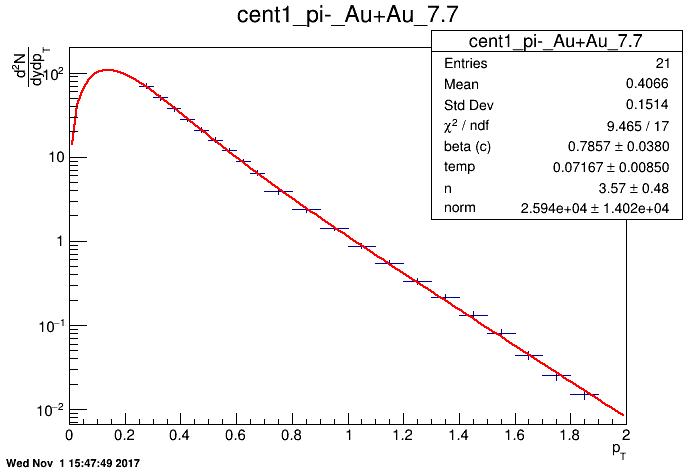 cent1_pi-_Au+Au_7.7
cent1_pi-_Au+Au_7.7
Entries 21
Mean 0.4066
Std Dev 0.1514
χ² / ndf 9.465 / 17
beta (c) 0.7857 ± 0.0380
temp 0.07167 ± 0.00850
n 3.57 ± 0.48
norm 2.594e+04 ± 1.402e+04
d²N
dydp_T
10²
10
1
10⁻¹
10⁻²
0 0.2 0.4 0.6 0.8 1 1.2 1.4 1.6 1.8 2
p_T
Wed Nov 1 15:47:49 2017